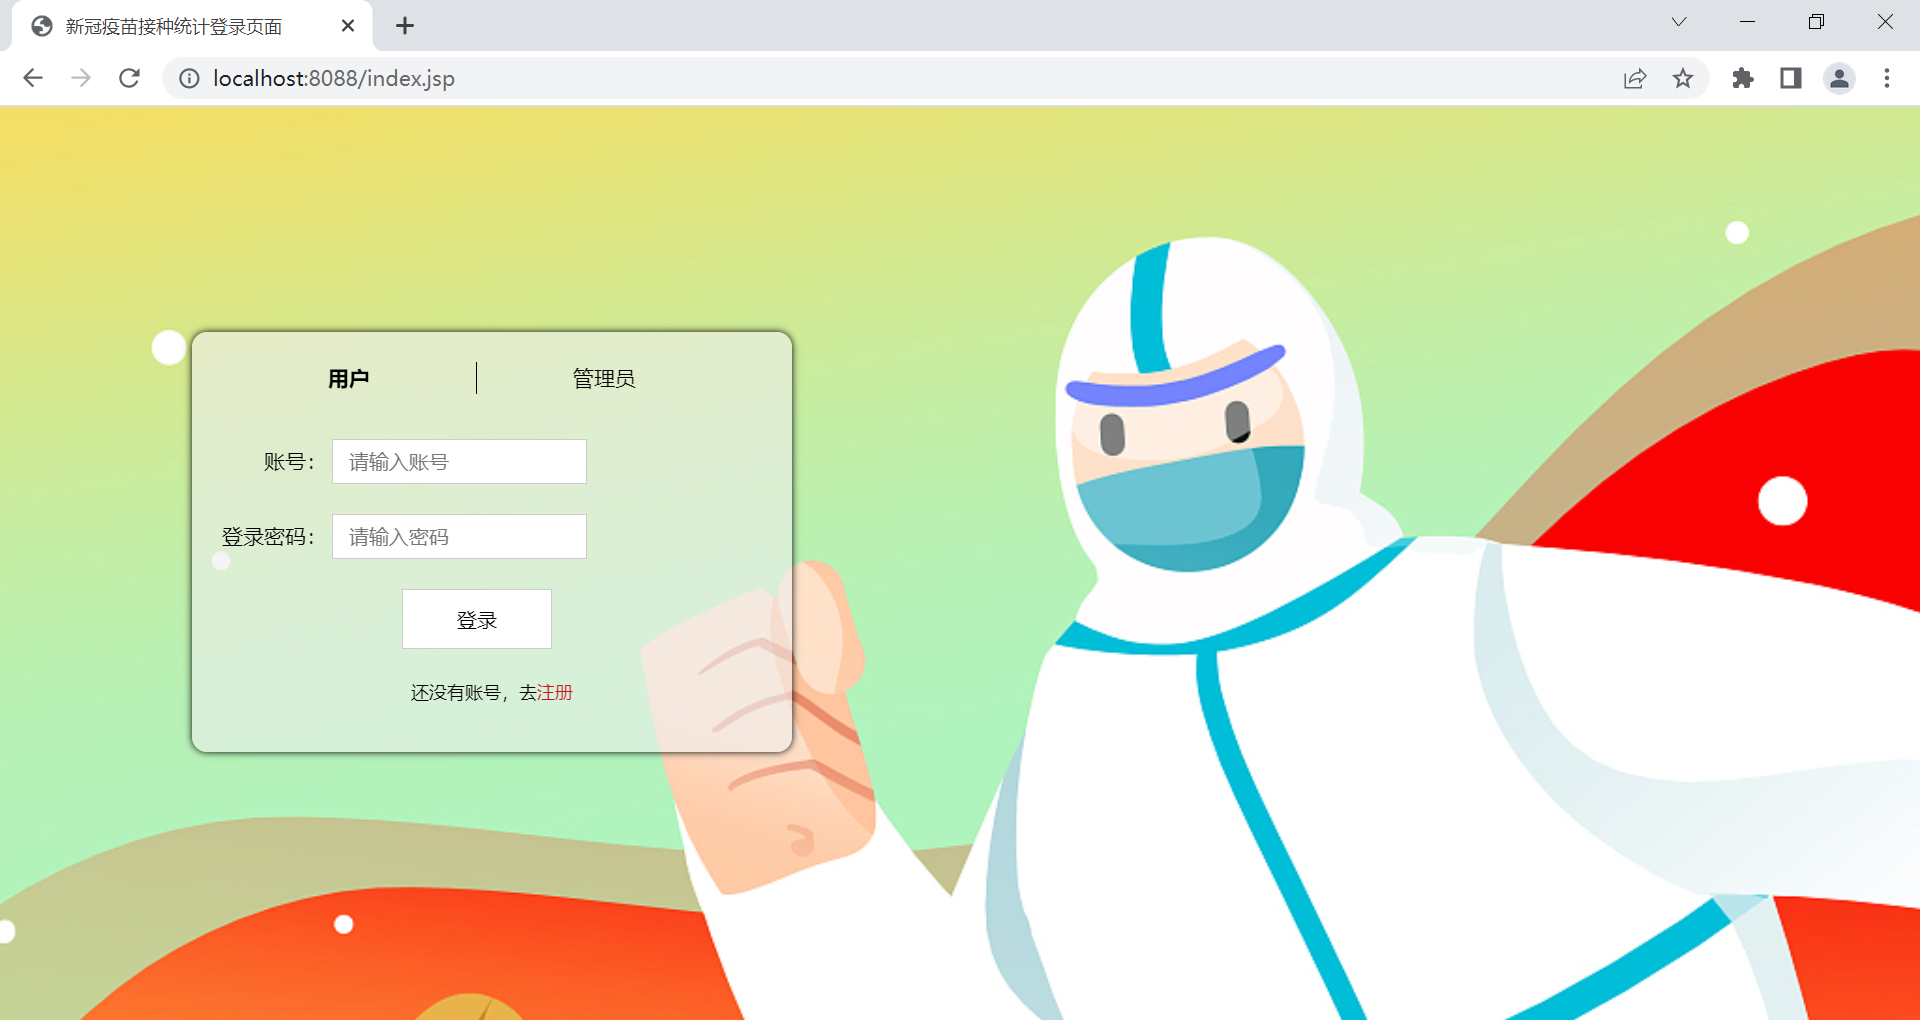 新冠疫苗接种统计登录页面
localhost:8088/index.jsp
用户 管理员
账号： 请输入账号
登录密码： 请输入密码
登录
还没有账号，去注册